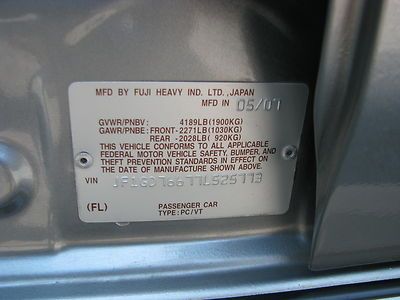 MFD BY FUJI HEAVY IND. LTD.,JAPAN
MFD IN 05/07
GVWR/PNBV: 4189LB(1900KG)
GAWR/PNBE: FRONT-2271LB(1030KG)
REAR -2028LB( 920KG)
THIS VEHICLE CONFORMS TO ALL APPLICABLE
FEDERAL MOTOR VEHICLE SAFETY, BUMPER, AND
THEFT PREVENTION STANDARDS IN EFFECT ON
THE DATE OF MANUFACTURE SHOWN ABOVE.
VIN JF1GD76677L525773
(FL) PASSENGER CAR
TYPE:PC/VT